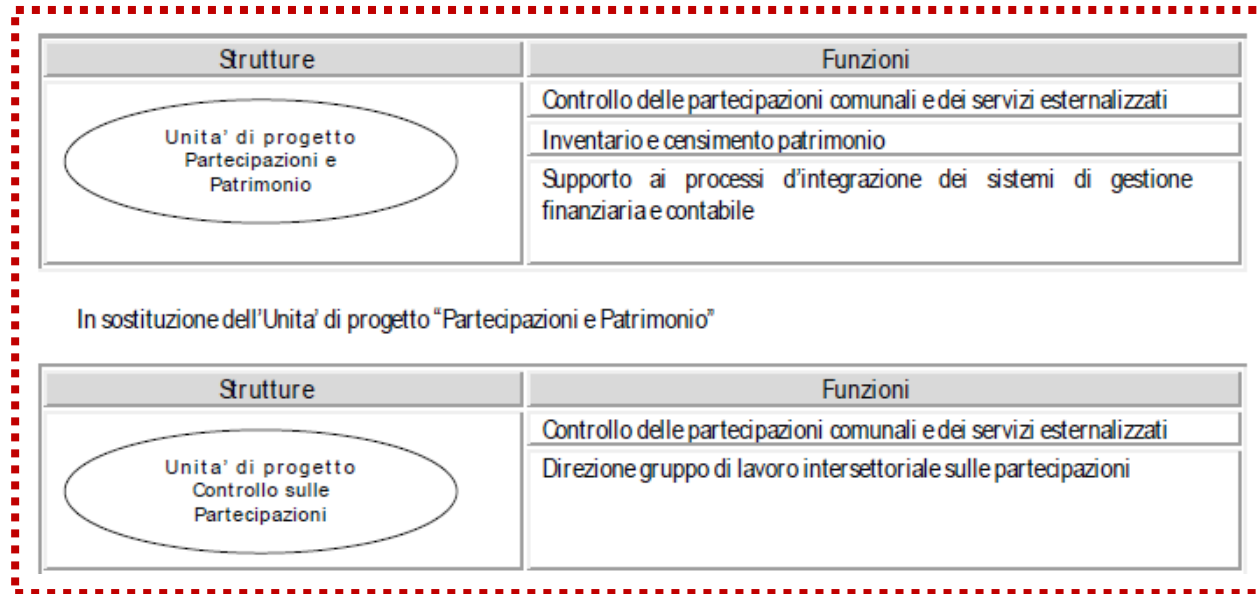 Strutture
Funzioni
Unita' di progetto
Partecipazioni e
Patrimonio
Controllo delle partecipazioni comunali e dei servizi esternalizzati
Inventario e censimento patrimonio
Supporto ai processi d'integrazione dei sistemi di gestione
finanziaria e contabile
In sostituzione dell'Unita' di progetto “Partecipazioni e Patrimonio”
Strutture
Funzioni
Unita' di progetto
Controllo sulle
Partecipazioni
Controllo delle partecipazioni comunali e dei servizi esternalizzati
Direzione gruppo di lavoro intersettoriale sulle partecipazioni